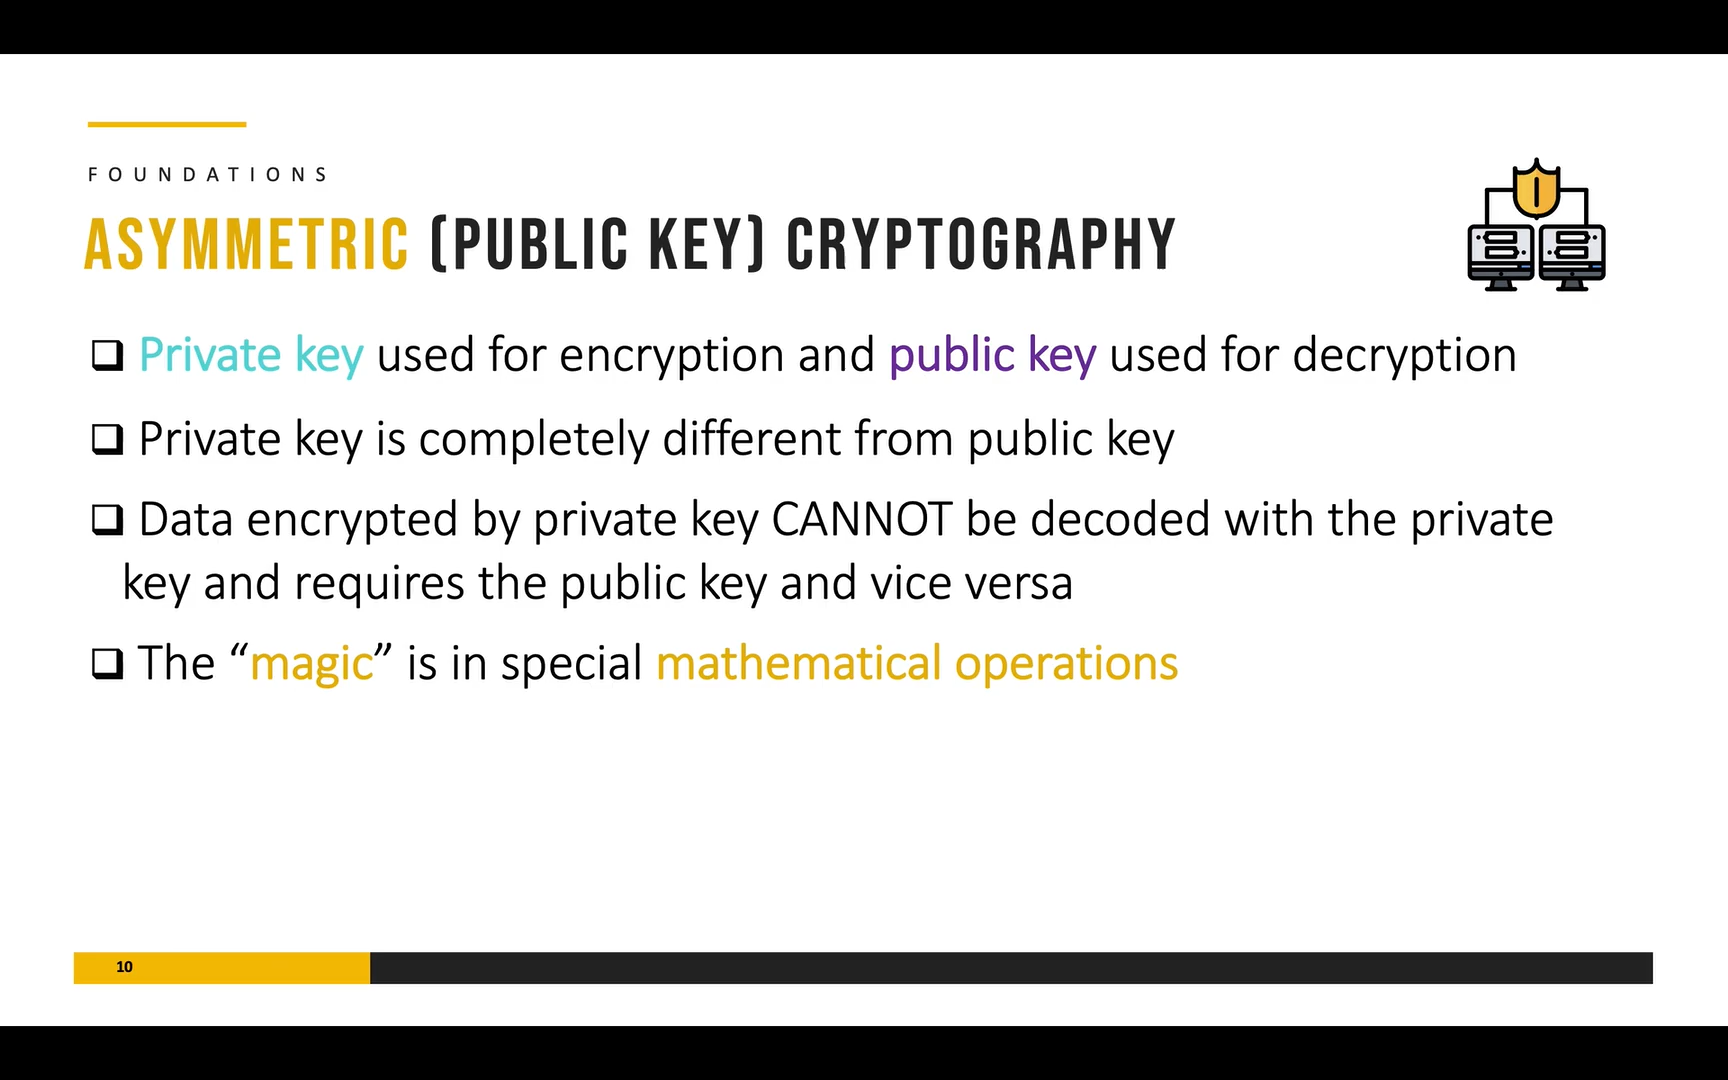 FOUNDATIONS
ASYMMETRIC (PUBLIC KEY) CRYPTOGRAPHY
❑ Private key used for encryption and public key used for decryption
❑ Private key is completely different from public key
❑ Data encrypted by private key CANNOT be decoded with the private
key and requires the public key and vice versa
❑ The “magic” is in special mathematical operations
10